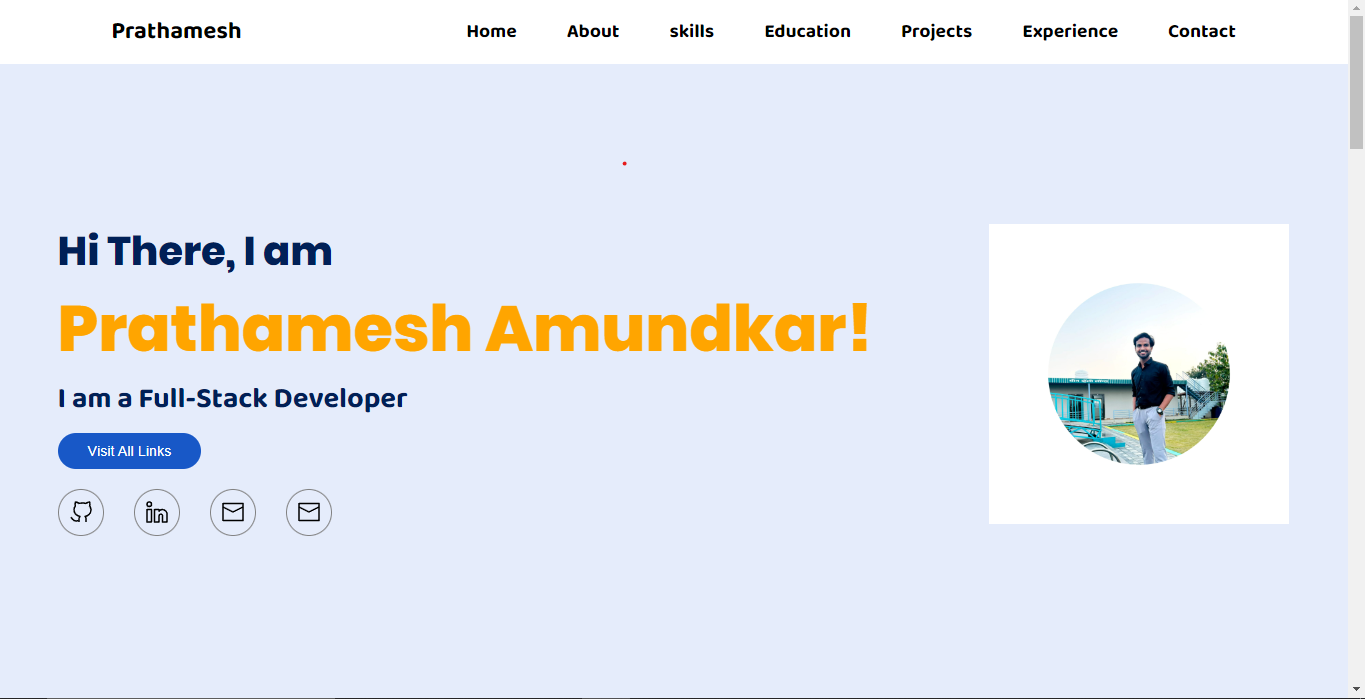 Prathamesh
Home About skills Education Projects Experience Contact
Hi There, I am
Prathamesh Amundkar!
I am a Full-Stack Developer
Visit All Links
in